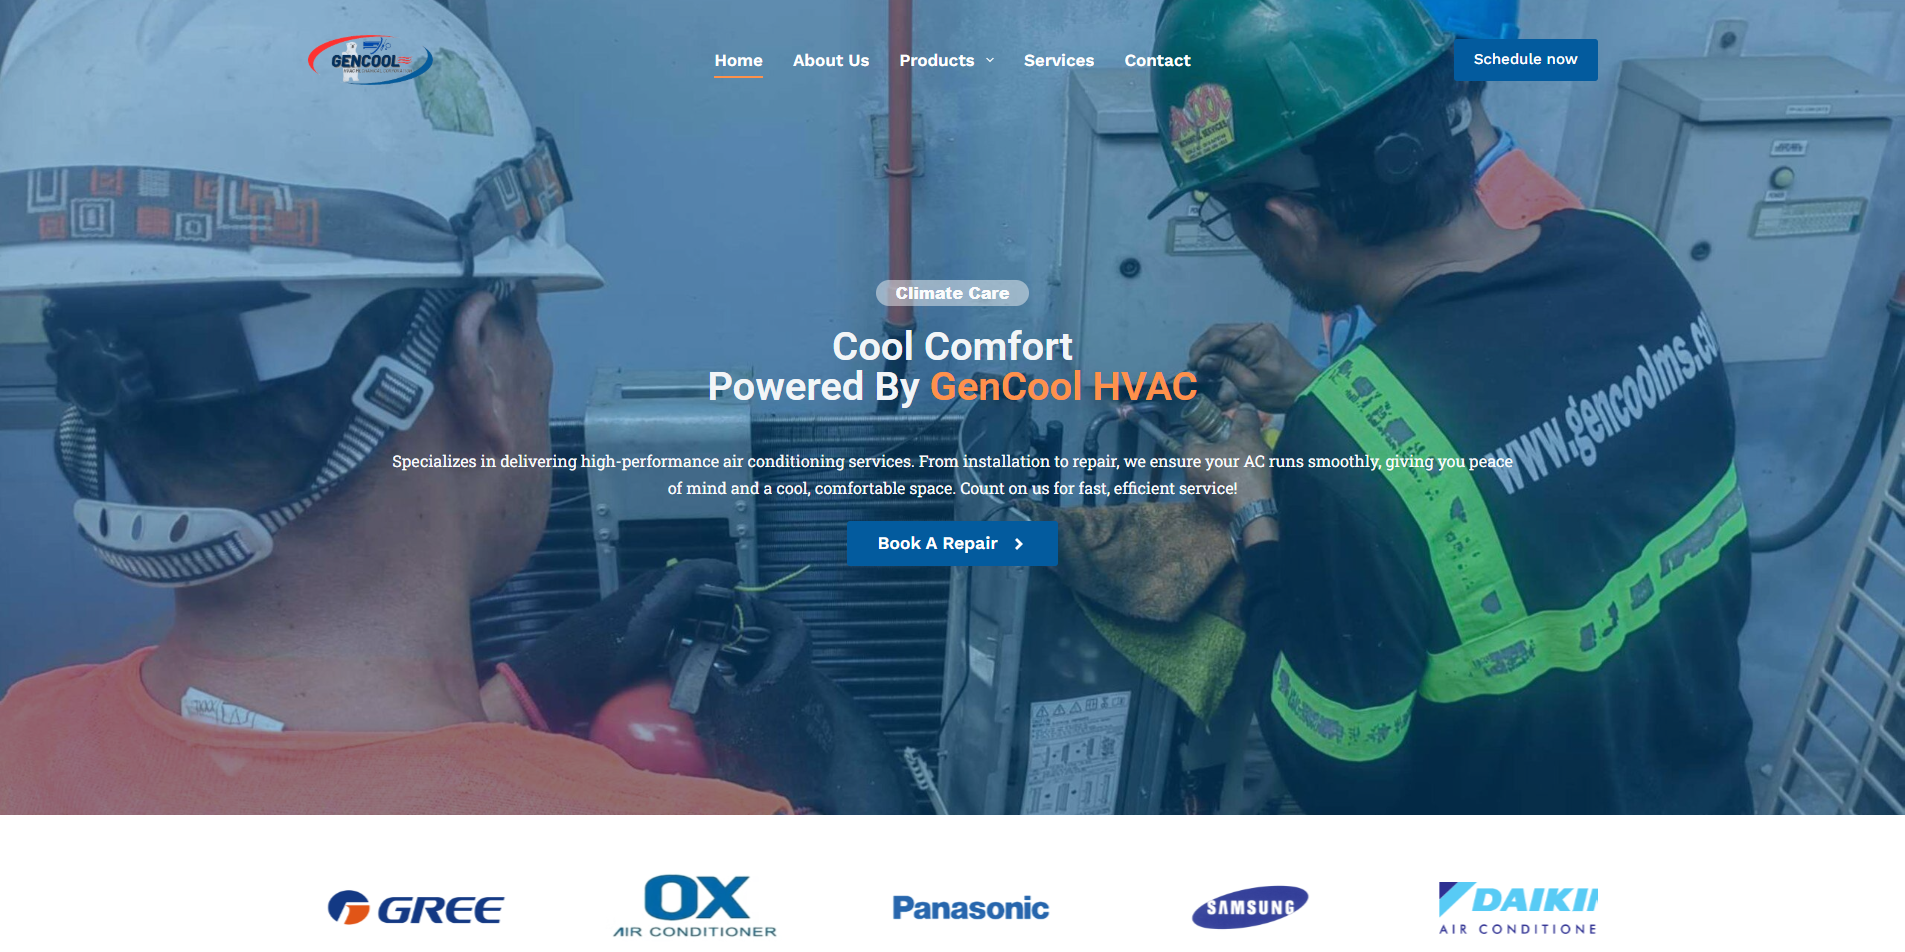 GENCOOL
Home
About Us
Products
Services
Contact
Schedule now
Climate Care
Cool Comfort
Powered By GenCool HVAC
www.gencoolms.co
Specializes in delivering high-performance air conditioning services. From installation to repair, we ensure your AC runs smoothly, giving you peace
of mind and a cool, comfortable space. Count on us for fast, efficient service!
Book A Repair
GREE
OX
AIR CONDITIONER
Panasonic
SAMSUNG
DAIKIN
AIR CONDITIONE